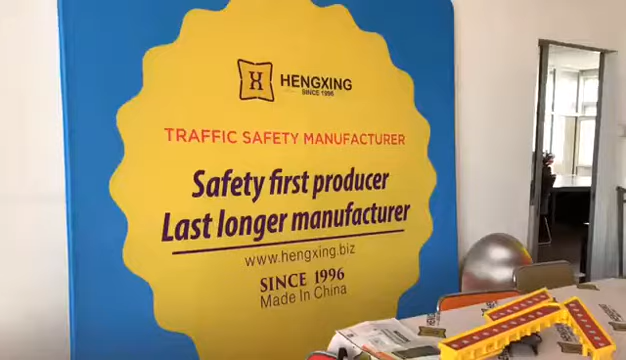 HENGXING
SINCE 1996
TRAFFIC SAFETY MANUFACTURER
Safety first producer
Last longer manufacturer
www.hengxing.biz
SINCE 1996
Made In China